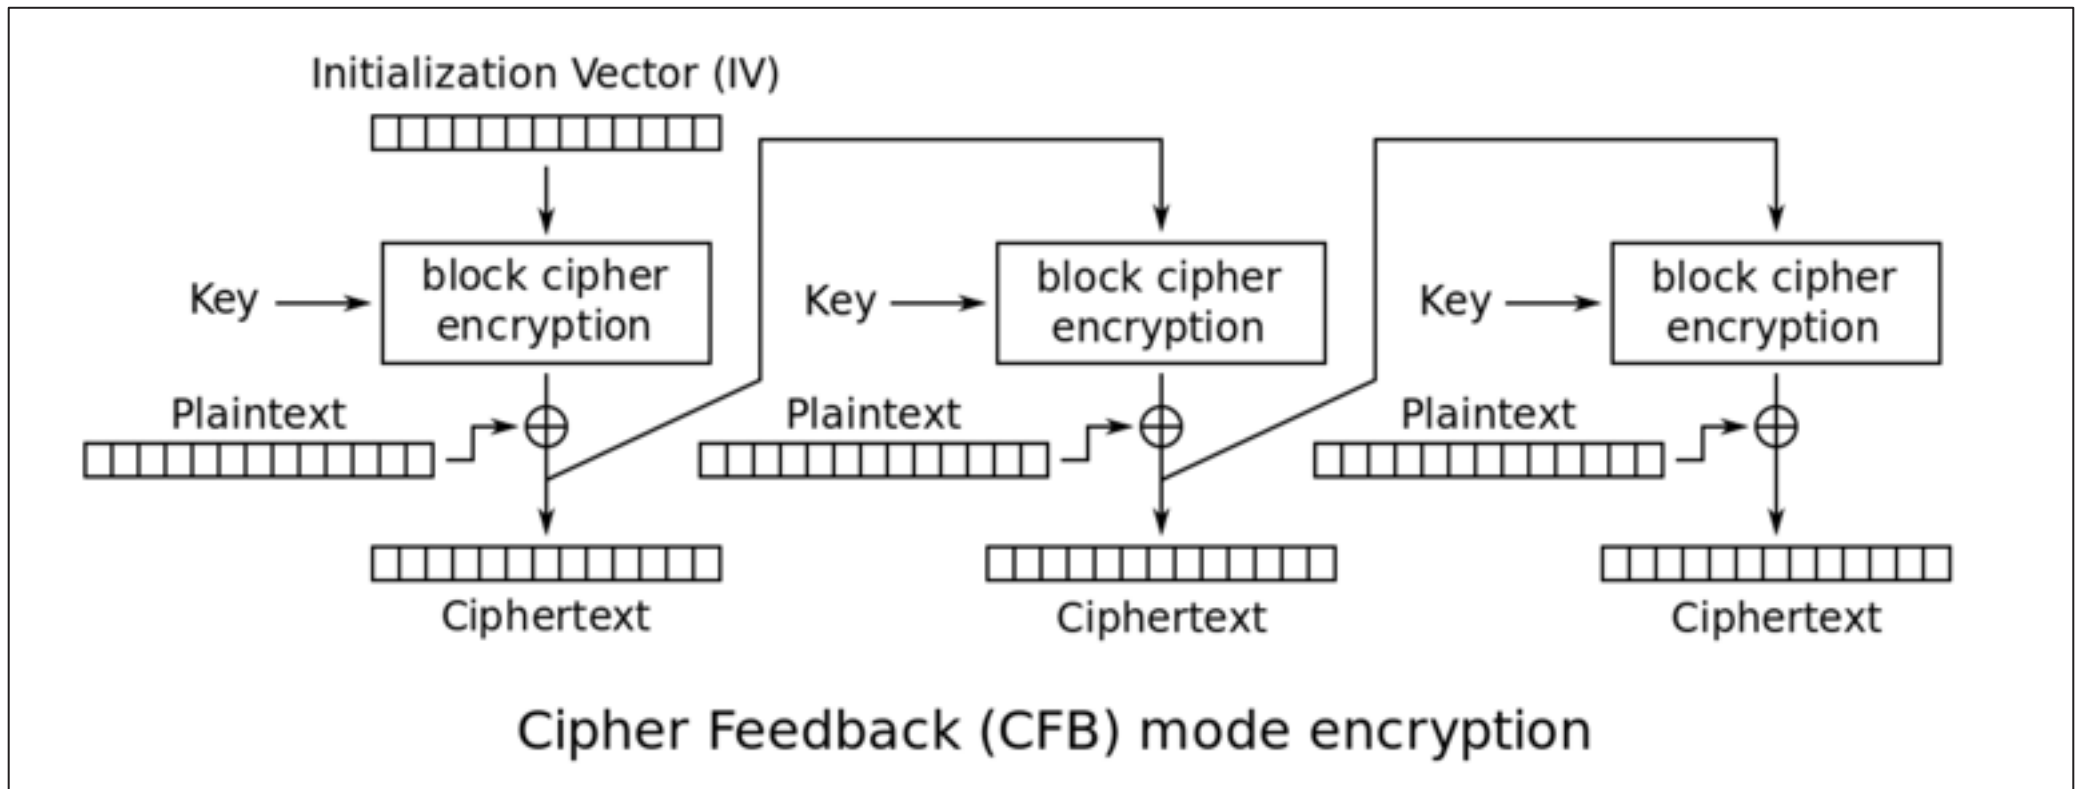 Initialization Vector (IV)
Key
block cipher
encryption
Key
block cipher
encryption
Key
block cipher
encryption
Plaintext
Plaintext
Plaintext
Ciphertext
Ciphertext
Ciphertext
Cipher Feedback (CFB) mode encryption